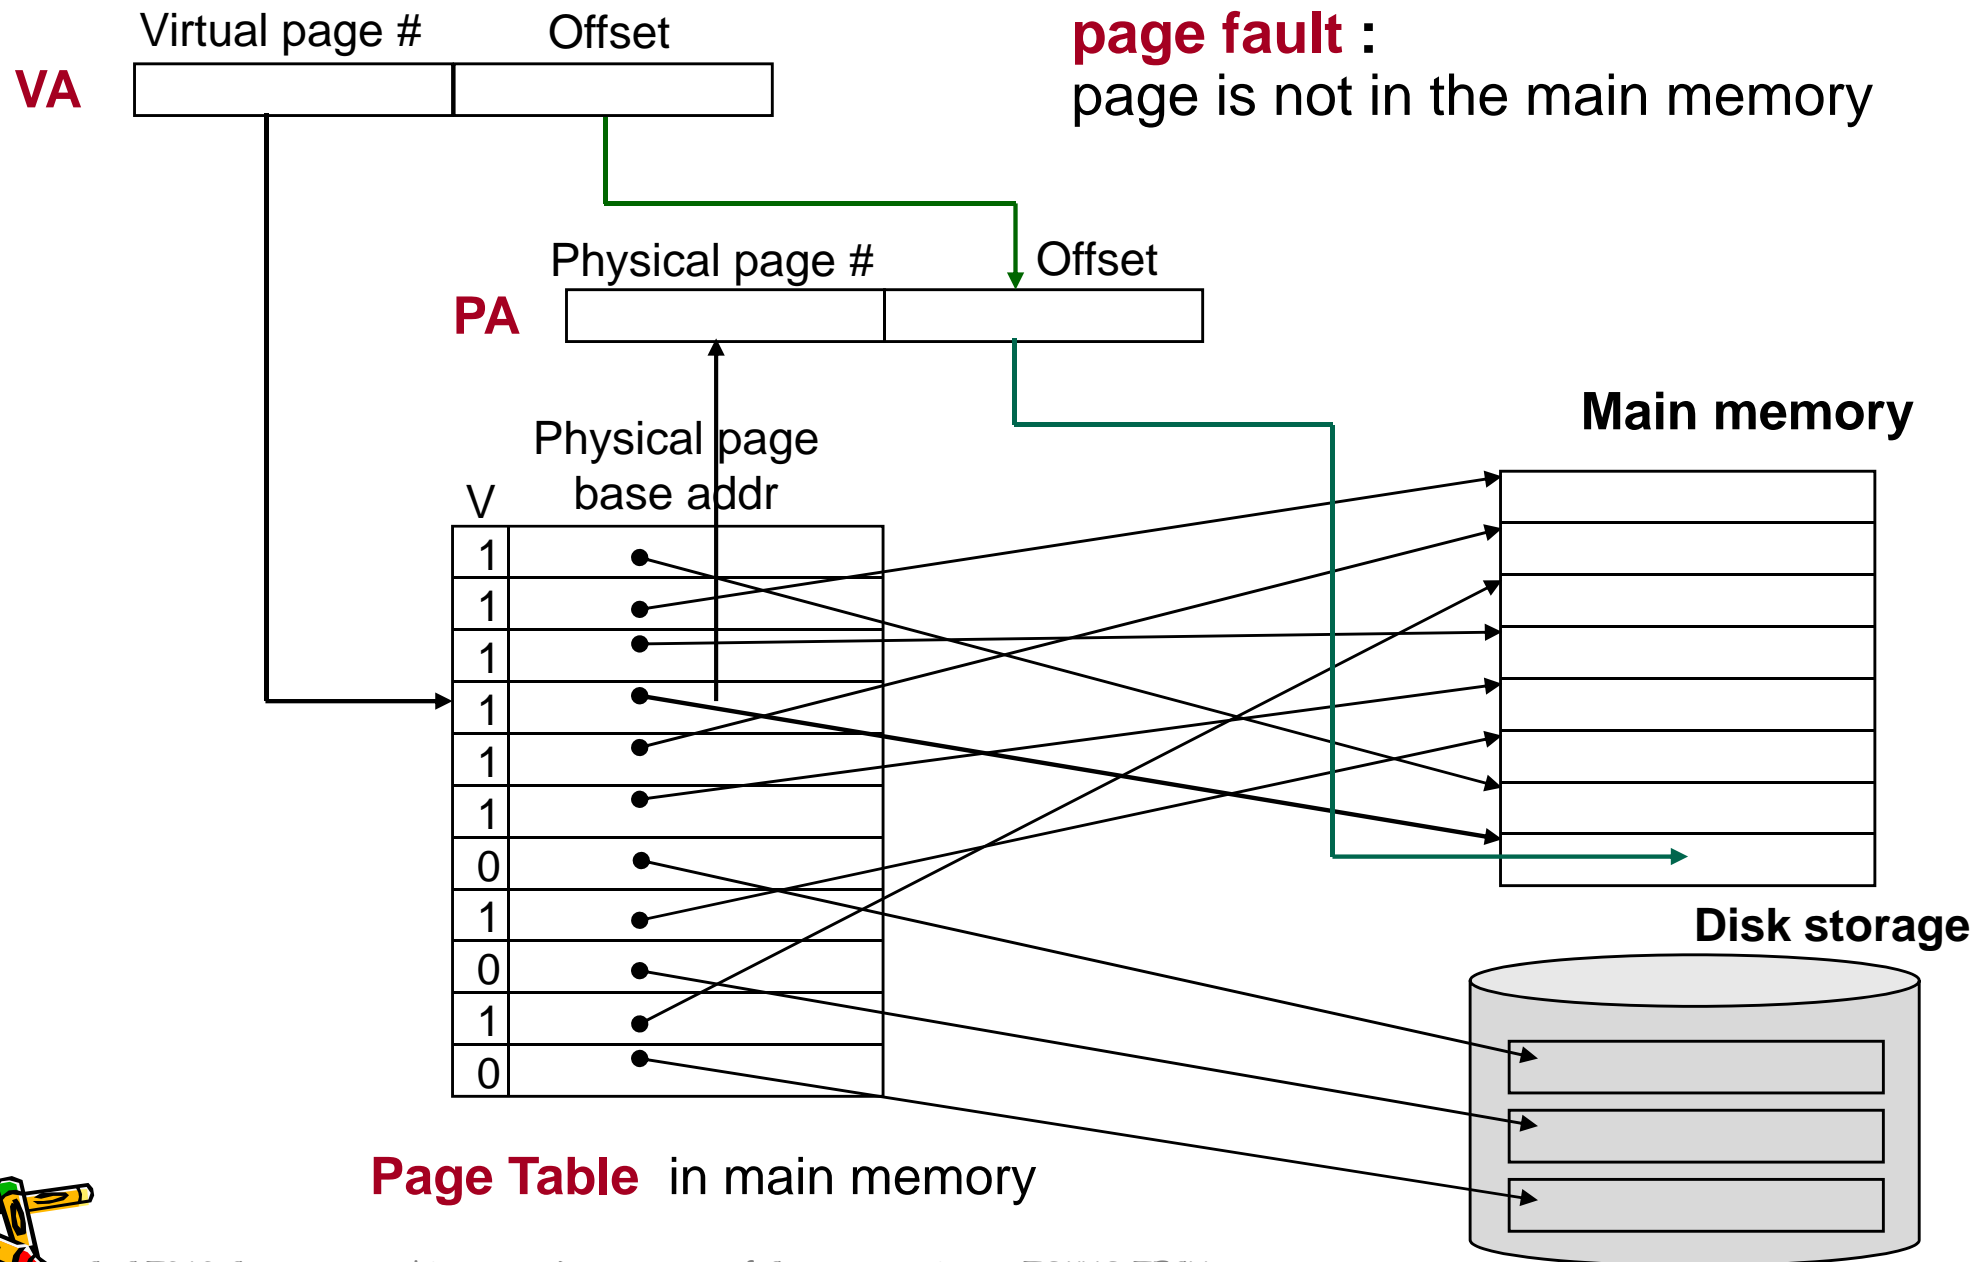 Virtual page # Offset
VA
page fault :
page is not in the main memory
Physical page # Offset
PA
Main memory
Physical page
base addr
V
1
1
1
1
1
1
0
1
0
1
0
Disk storage
Page Table in main memory